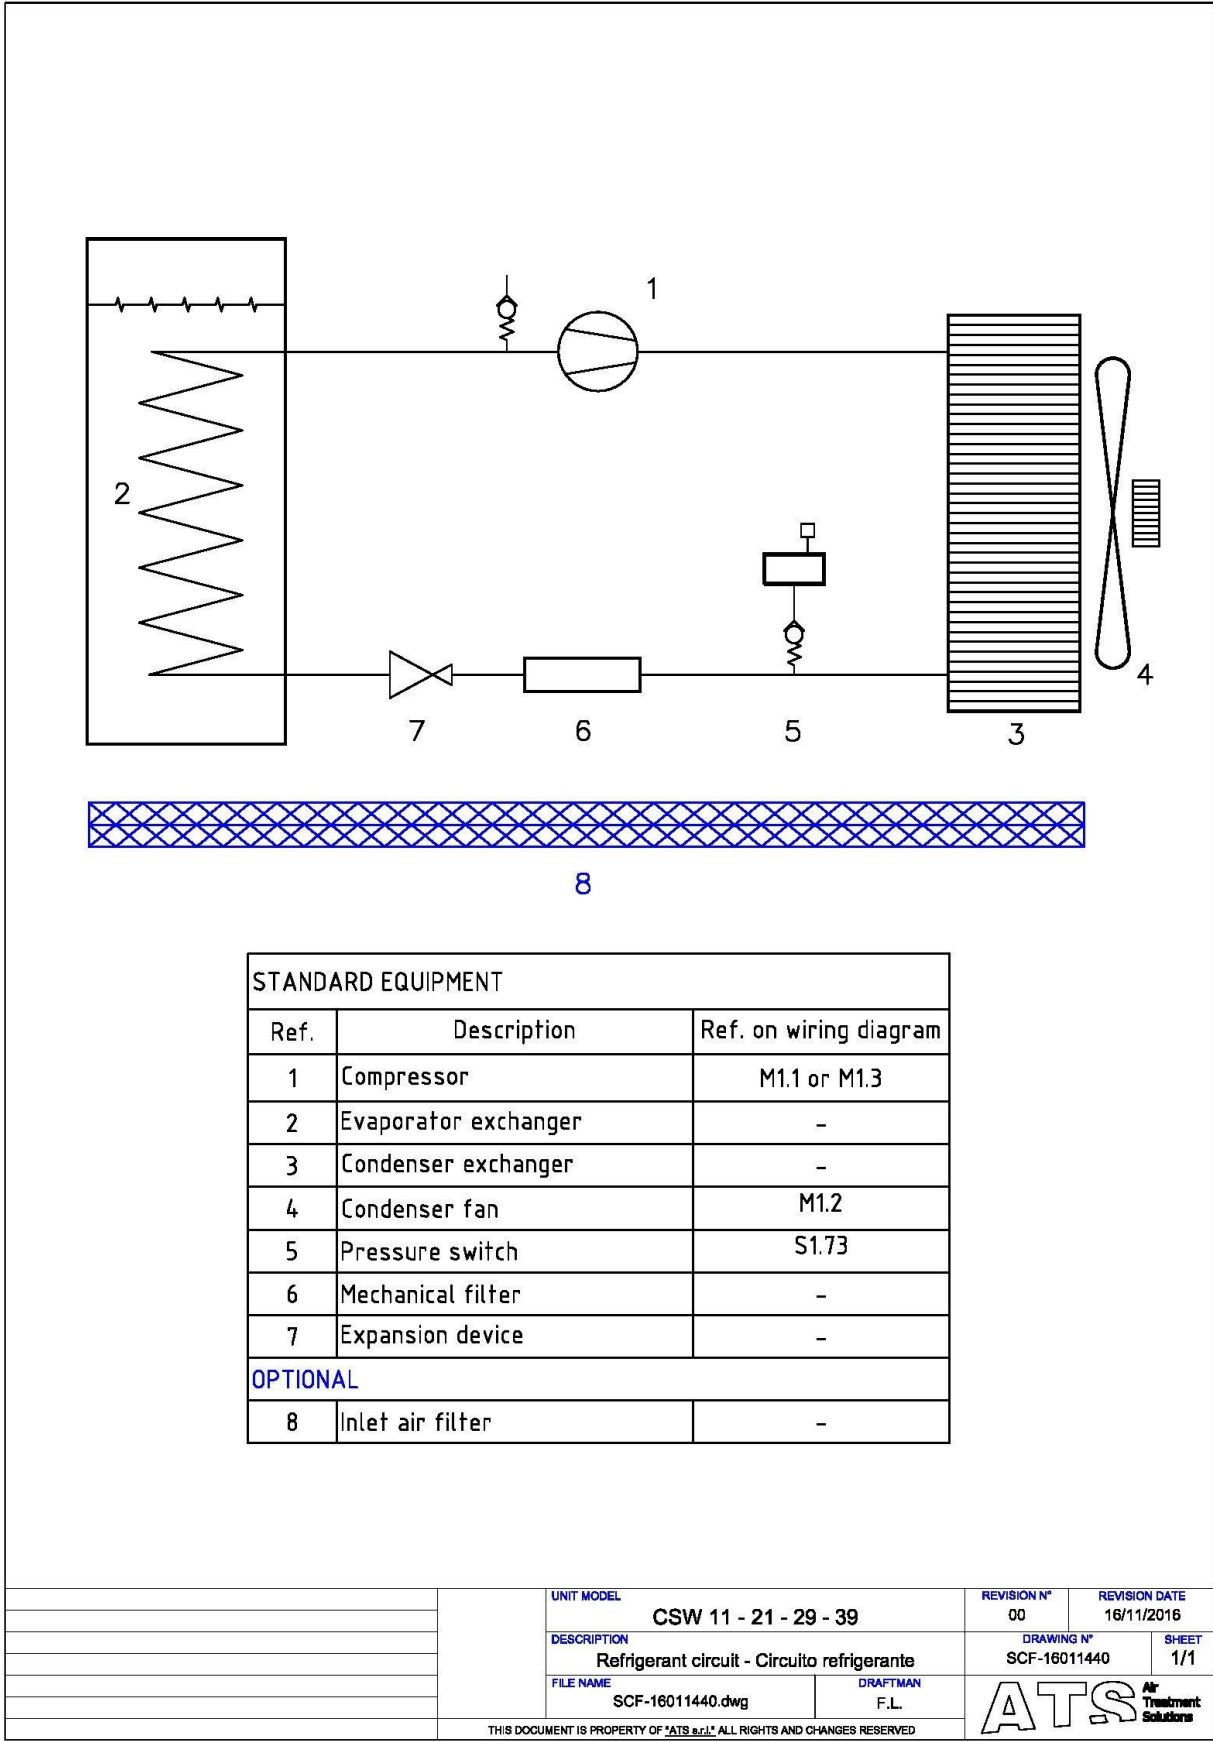 1
2
7
6
5
3
4
8
STANDARD EQUIPMENT
Ref. Description Ref. on wiring diagram
1 Compressor M1.1 or M1.3
2 Evaporator exchanger -
3 Condenser exchanger -
4 Condenser fan M1.2
5 Pressure switch S1.73
6 Mechanical filter -
7 Expansion device -
OPTIONAL
8 Inlet air filter -
UNIT MODEL
CSW 11 - 21 - 29 - 39
REVISION N°
00
REVISION DATE
16/11/2016
DESCRIPTION
Refrigerant circuit - Circuito refrigerante
DRAWING N°
SCF-16011440
SHEET
1/1
FILE NAME
SCF-16011440.dwg
DRAFTMAN
F.L.
ATS
Air
Treatment
Solutions
THIS DOCUMENT IS PROPERTY OF "ATS s.r.l." ALL RIGHTS AND CHANGES RESERVED